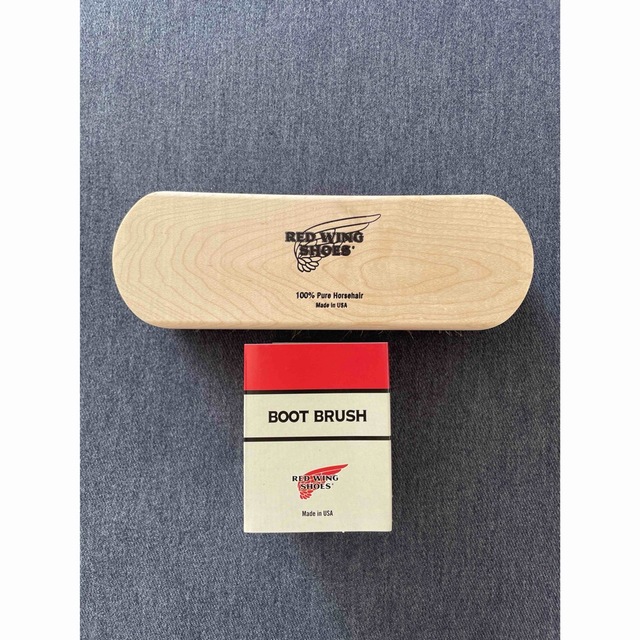 RED WING
SHOES
100% Pure Horsehair
Made in USA
BOOT BRUSH
RED WING
SHOES
Made in USA